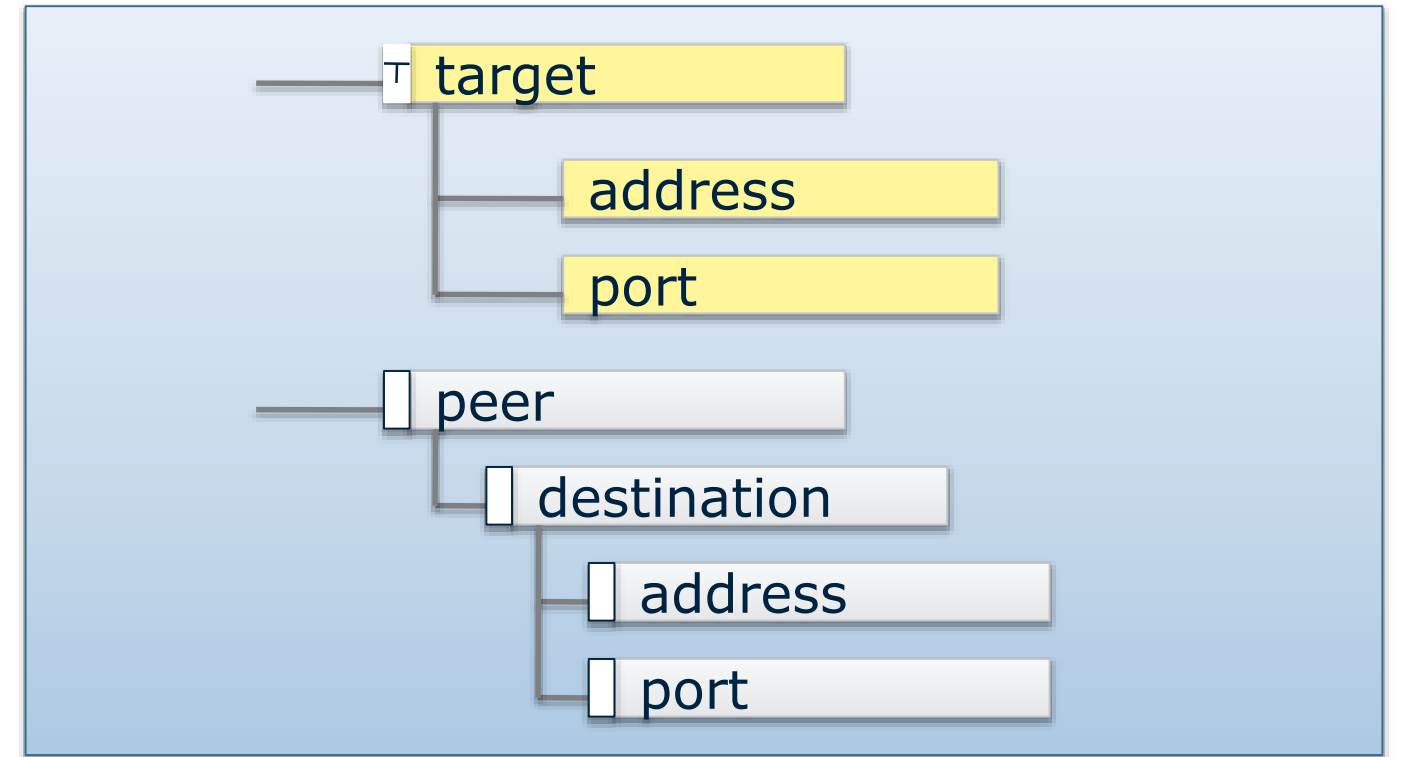 T target
address
port
peer
destination
address
port